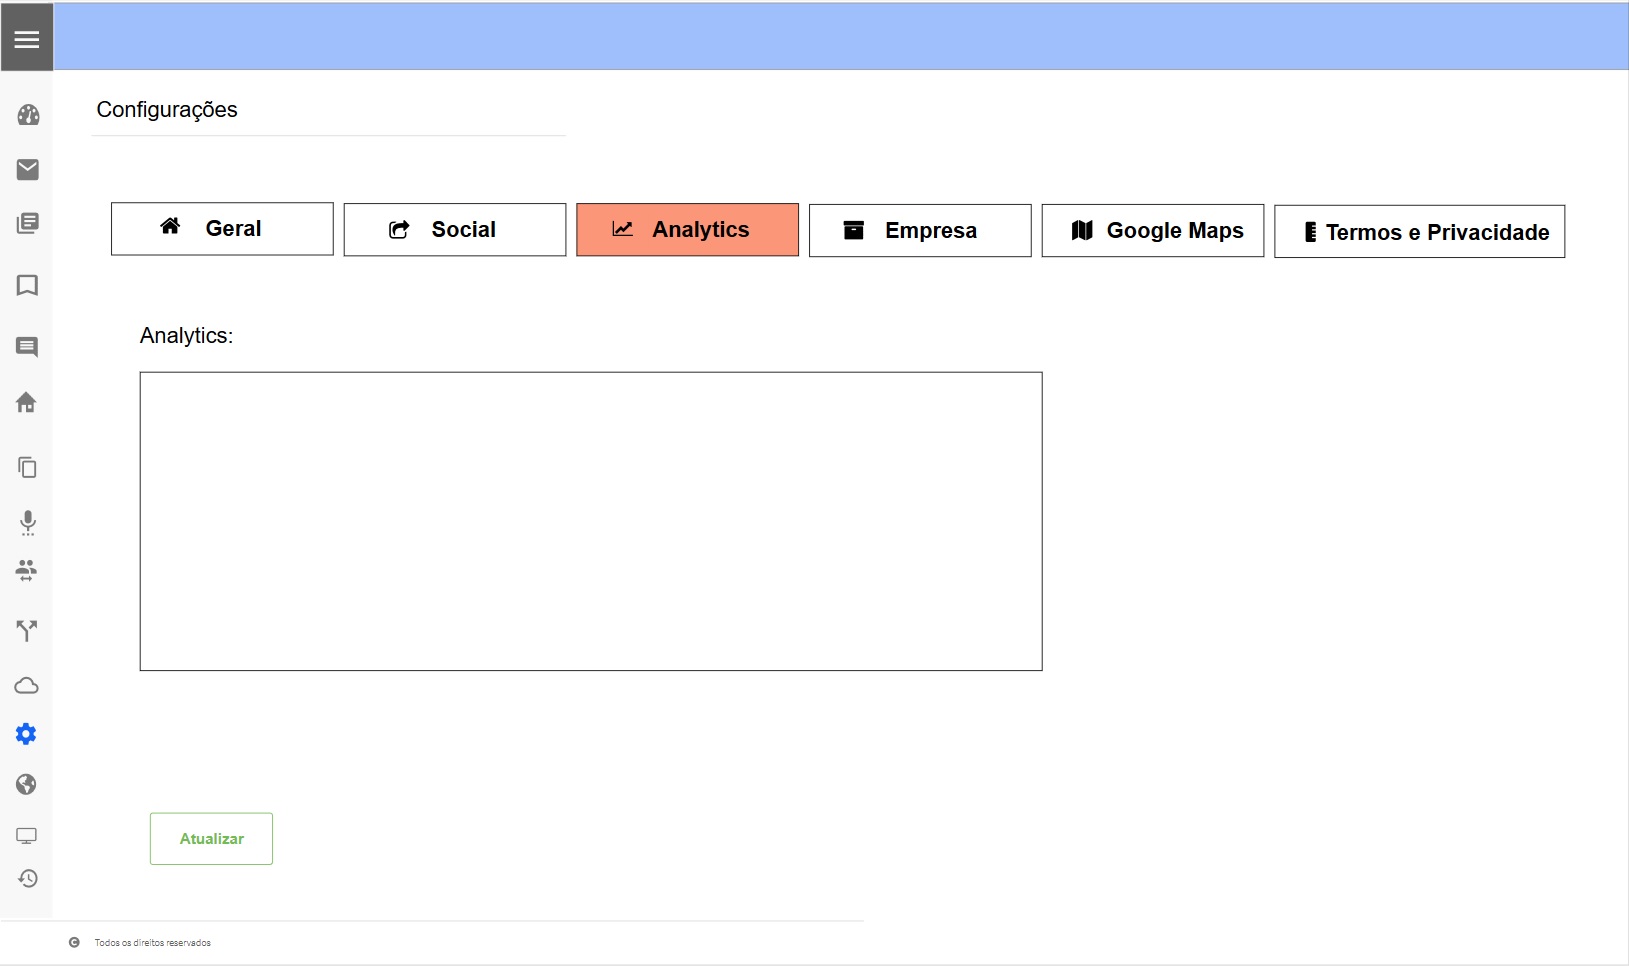 Configurações
Geral
Social
Analytics
Empresa
Google Maps
Termos e Privacidade
Analytics:
Atualizar
Todos os direitos reservados